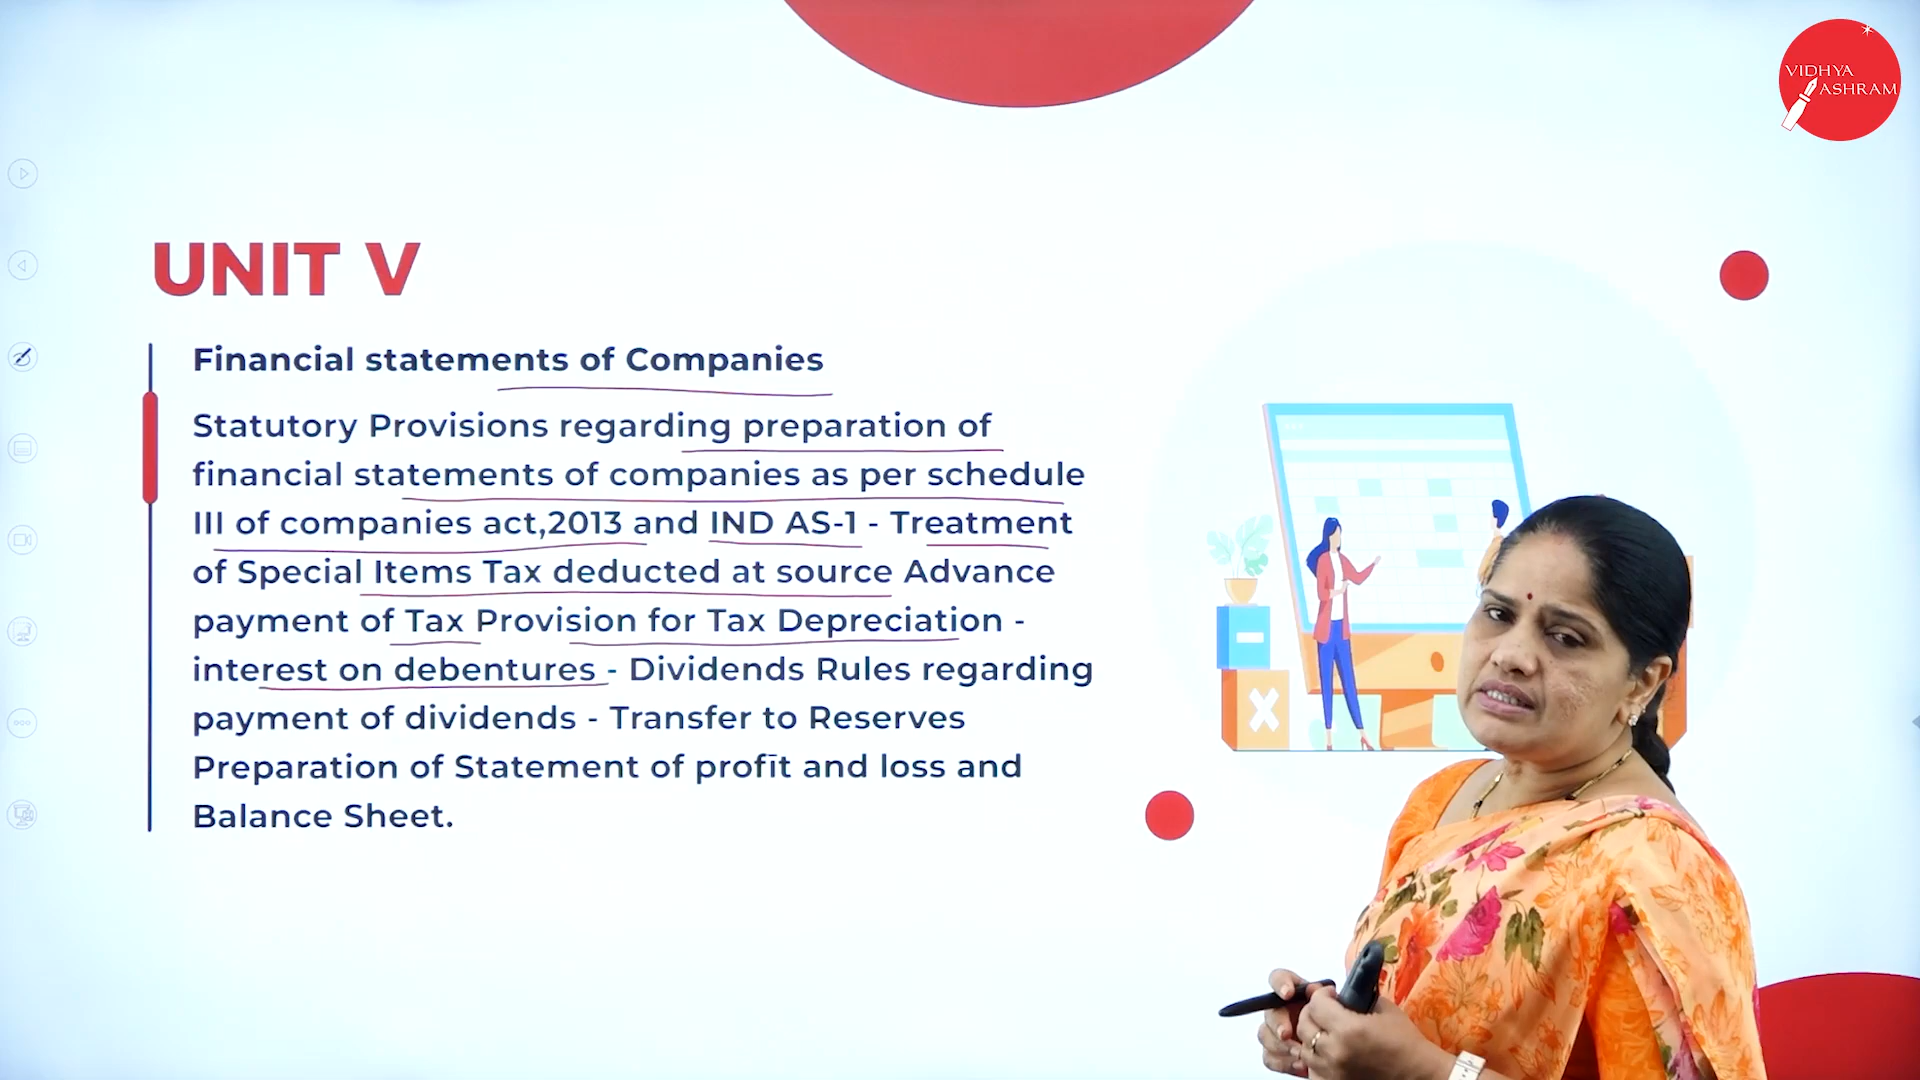 VIDHYA
ASHRAM
UNIT V
Financial statements of Companies
Statutory Provisions regarding preparation of
financial statements of companies as per schedule
III of companies act,2013 and IND AS-1 - Treatment
of Special Items Tax deducted at source Advance
payment of Tax Provision for Tax Depreciation -
interest on debentures - Dividends Rules regarding
payment of dividends - Transfer to Reserves
Preparation of Statement of profit and loss and
Balance Sheet.